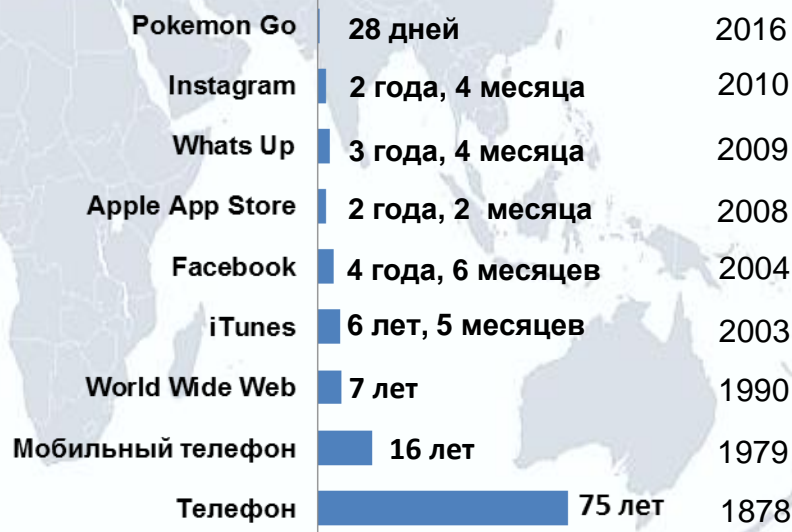 Pokemon Go 28 дней 2016
Instagram 2 года, 4 месяца 2010
Whats Up 3 года, 4 месяца 2009
Apple App Store 2 года, 2 месяца 2008
Facebook 4 года, 6 месяцев 2004
iTunes 6 лет, 5 месяцев 2003
World Wide Web 7 лет 1990
Мобильный телефон 16 лет 1979
Телефон 75 лет 1878